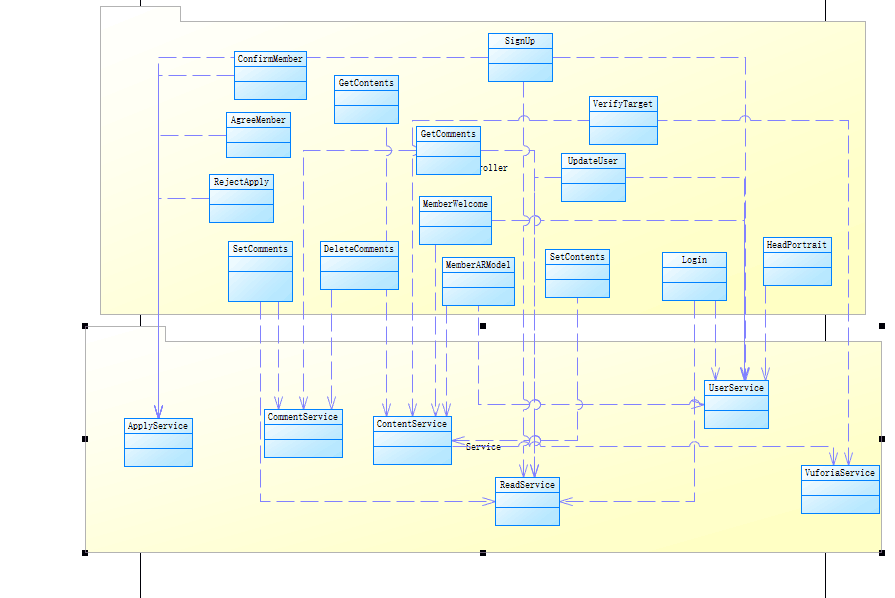 SignUp
ConfirmMember
GetContents
VerifyTarget
AgreeMenber
GetComments
UpdateUser
roller
RejectApply
MemberWelcome
SetComments
DeleteComments
HeadPortrait
SetContents
Login
MemberARModel
UserService
CommentService
ContentService
ApplyService
Service
VuforiaService
ReadService